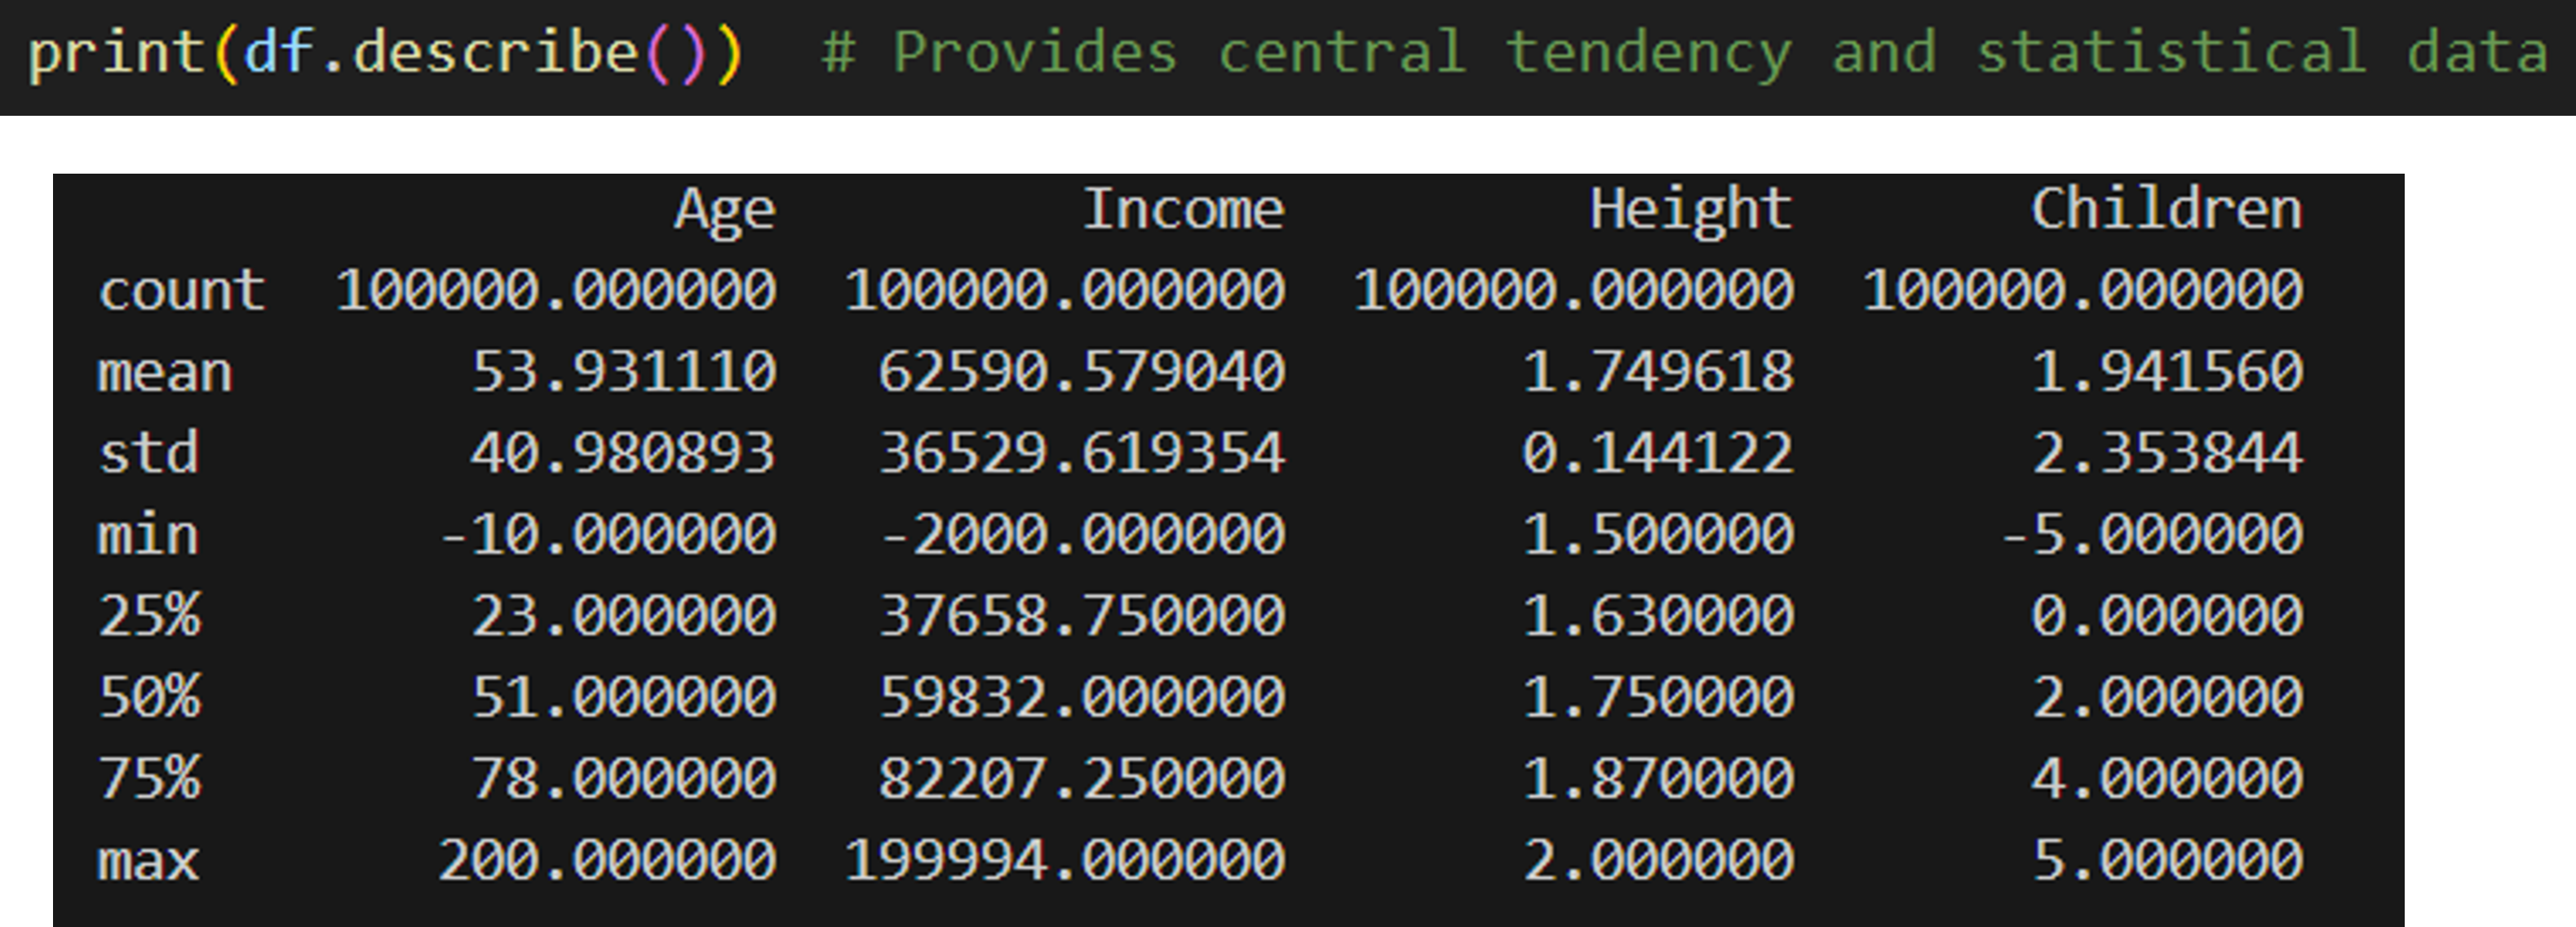 print(df.describe())  # Provides central tendency and statistical data
Age Income Height Children
count 100000.000000 100000.000000 100000.000000 100000.000000
mean 53.931110 62590.579040 1.749618 1.941560
std 40.980893 36529.619354 0.144122 2.353844
min -10.000000 -2000.000000 1.500000 -5.000000
25% 23.000000 37658.750000 1.630000 0.000000
50% 51.000000 59832.000000 1.750000 2.000000
75% 78.000000 82207.250000 1.870000 4.000000
max 200.000000 199994.000000 2.000000 5.000000